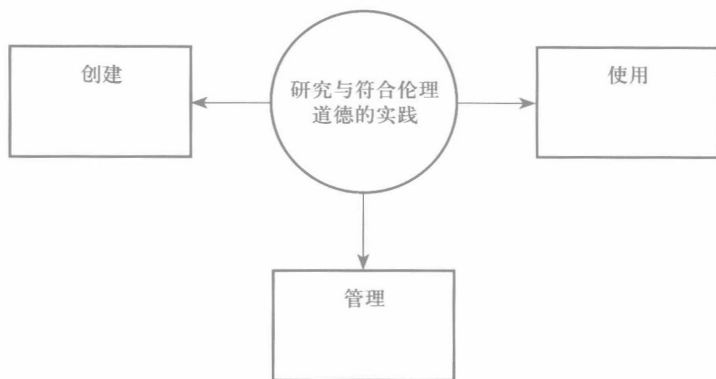 创建
研究与符合伦理
道德的实践
使用
管理